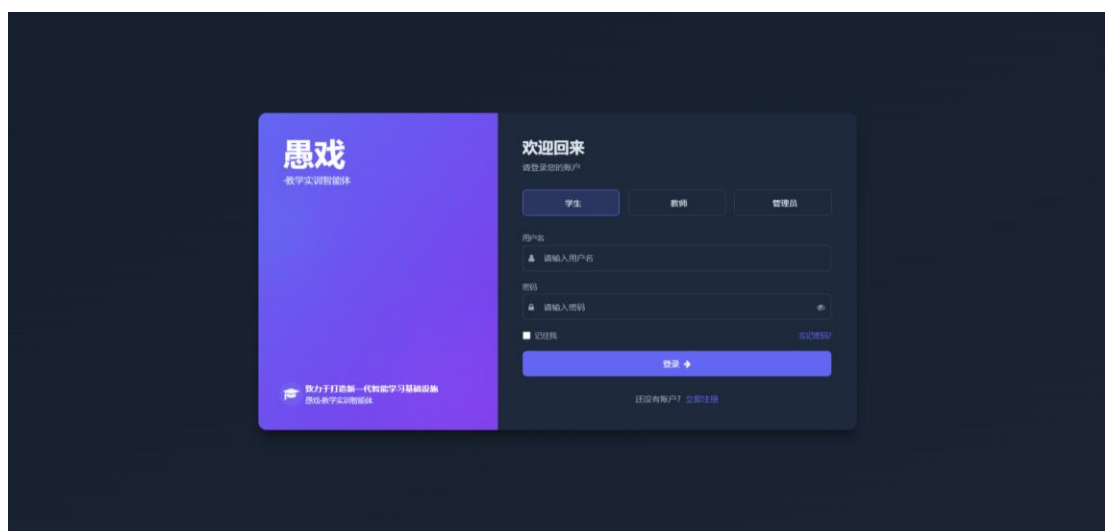 愚戏
-教学实训智能体
致力于打造新一代智能学习基础设施
愚戏-教学实训智能体
欢迎回来
请登录您的账户
学生
教师
管理员
用户名
请输入用户名
密码
请输入密码
记住我
忘记密码?
登录 →
还没有账户? 立即注册